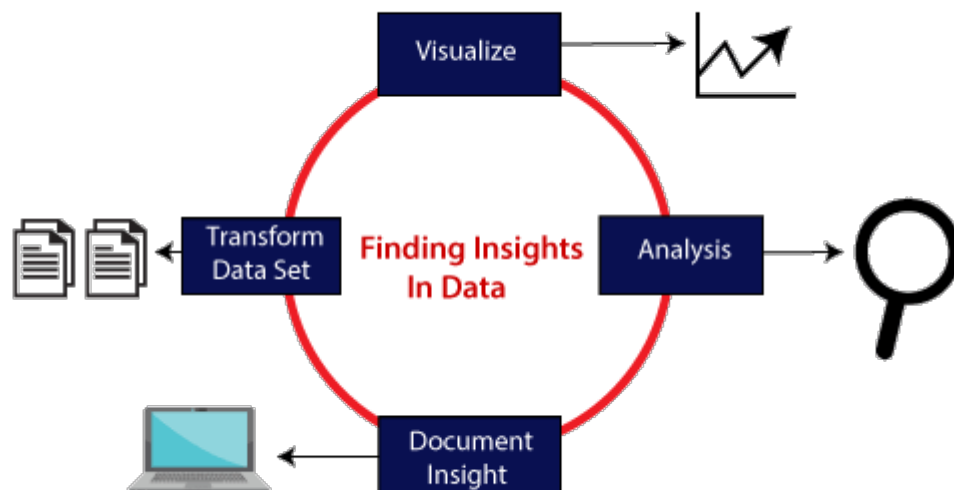 Visualize
Transform
Data Set
Finding Insights
In Data
Analysis
Document
Insight